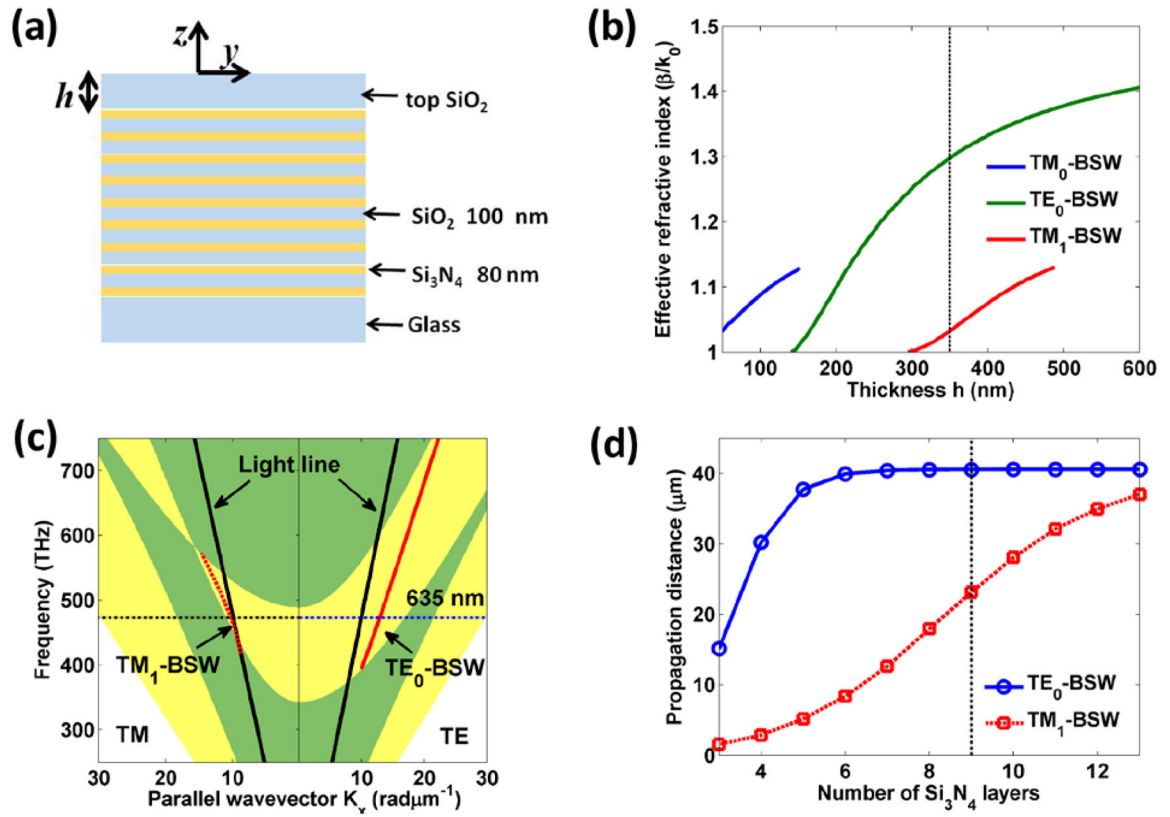 (a)
z
y
h
top SiO2
SiO2 100 nm
Si3N4 80 nm
Glass
(b)
Effective refractive index (β/k0)
1.5
1.4
1.3
1.2
1.1
1
TM0-BSW
TE0-BSW
TM1-BSW
100 200 300 400 500 600
Thickness h (nm)
(c)
Frequency (THz)
700
600
500
400
300
Light line
635 nm
TM1-BSW
TE0-BSW
TM
TE
30 20 10 10 20 30
Parallel wavevector Kx (radμm-1)
(d)
Propagation distance (μm)
60
40
20
0
TE0-BSW
TM1-BSW
4 6 8 10 12
Number of Si3N4 layers